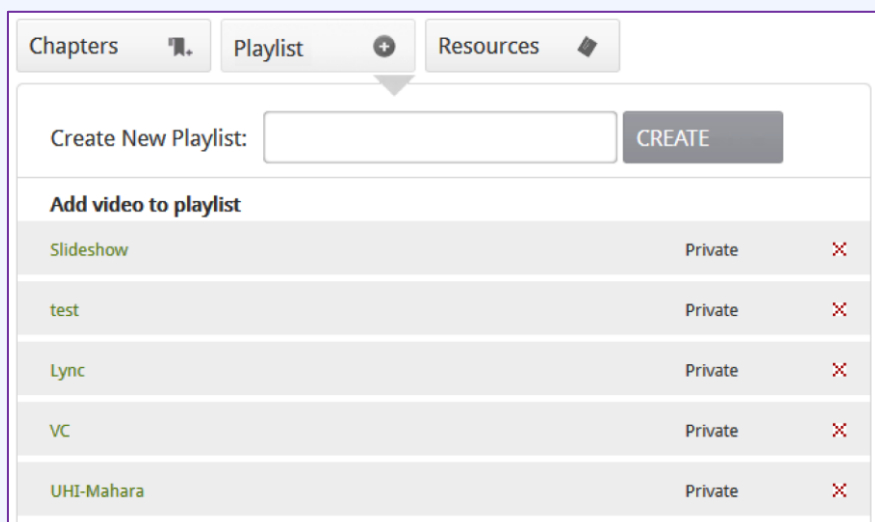 Chapters Playlist Resources
Create New Playlist: CREATE
Add video to playlist
Slideshow Private
test Private
Lync Private
VC Private
UHI-Mahara Private